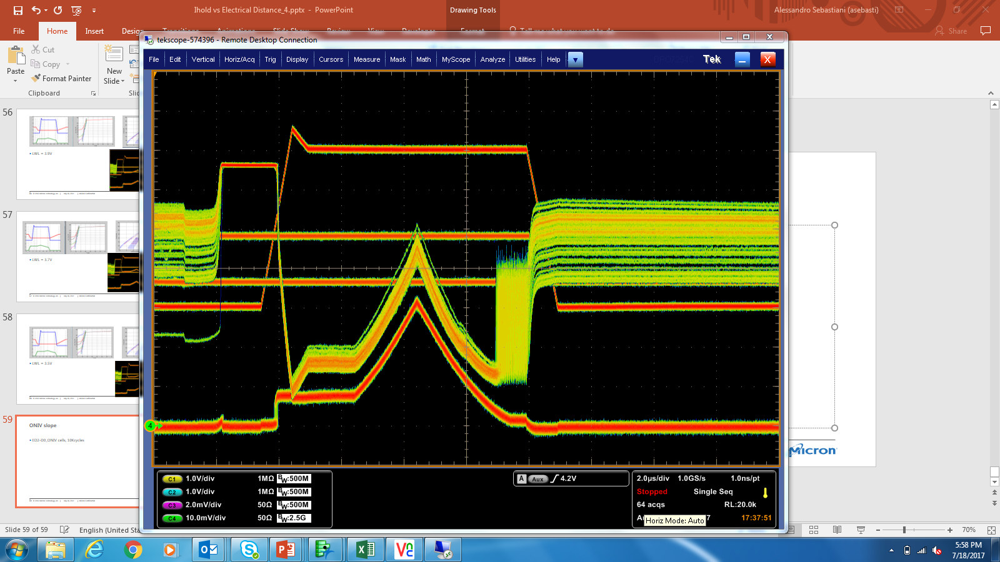 Ihold vs Electrical Distance_4.pptx - PowerPoint
Drawing Tools
Alessandro Sebastiani (asebasti)
File
Home
Insert
Share
tekscope-574396 - Remote Desktop Connection
Cut
Copy
Format Painter
Paste
New
Slide
Clipboard
File Edit Vertical Horiz/Acq Trig Display Cursors Measure Mask Math MyScope Analyze Utilities Help
Tek
56
LWL = 3.9V
57
LWL = 3.7V
58
LWL = 3.5V
59
ONIV slope
ED2-D0_ONIV cells, 10Kcycles
4
Micron
C1 1.0V/div 1MΩ BW:500M
C2 1.0V/div 1MΩ BW:500M
C3 2.0mV/div 50Ω BW:500M
C4 10.0mV/div 50Ω BW:2.5G
A Aux 4.2V
2.0µs/div 1.0GS/s 1.0ns/pt
Stopped Single Seq
64 acqs RL:20.0k
Horiz Mode: Auto
17:37:51
Slide 59 of 59
English (United Sta
70%
5:58 PM
7/18/2017